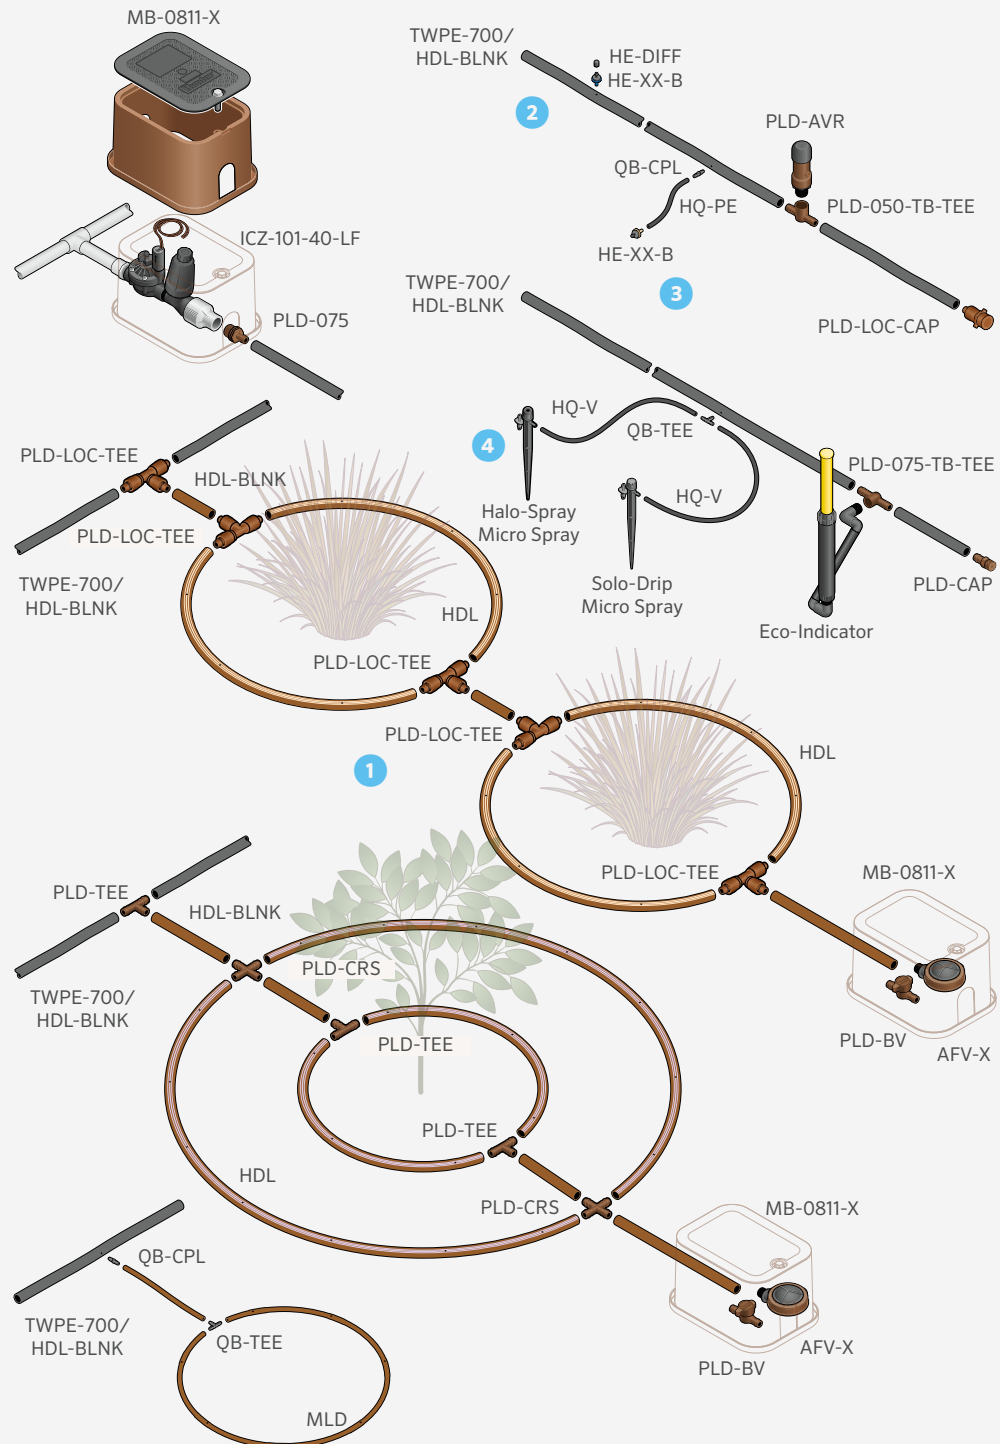 MB-0811-X
ICZ-101-40-LF
PLD-075
TWPE-700/
HDL-BLNK
HE-DIFF
HE-XX-B
2
PLD-AVR
QB-CPL
HQ-PE
PLD-050-TB-TEE
HE-XX-B
PLD-LOC-CAP
3
TWPE-700/
HDL-BLNK
HQ-V
QB-TEE
4
Halo-Spray
Micro Spray
HQ-V
Solo-Drip
Micro Spray
PLD-075-TB-TEE
PLD-CAP
Eco-Indicator
PLD-LOC-TEE
HDL-BLNK
PLD-LOC-TEE
TWPE-700/
HDL-BLNK
HDL
PLD-LOC-TEE
PLD-LOC-TEE
1
HDL
PLD-LOC-TEE
MB-0811-X
PLD-BV
AFV-X
PLD-TEE
HDL-BLNK
PLD-CRS
TWPE-700/
HDL-BLNK
PLD-TEE
PLD-TEE
HDL
PLD-CRS
MB-0811-X
PLD-BV
AFV-X
QB-CPL
TWPE-700/
HDL-BLNK
QB-TEE
MLD